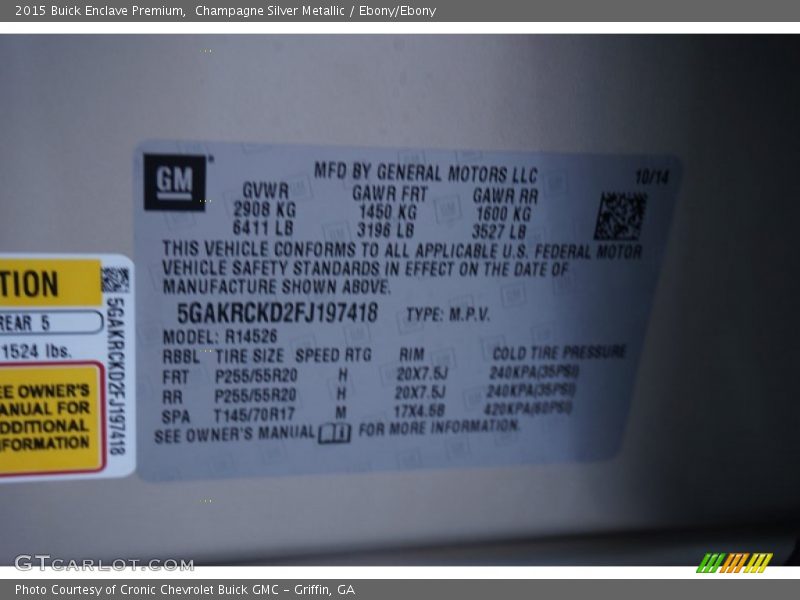 2015 Buick Enclave Premium,  Champagne Silver Metallic / Ebony/Ebony
GM
MFD BY GENERAL MOTORS LLC
10/14
GVWR GAWR FRT GAWR RR
2908 KG 1450 KG 1600 KG
6411 LB 3196 LB 3527 LB
THIS VEHICLE CONFORMS TO ALL APPLICABLE U.S. FEDERAL MOTOR
VEHICLE SAFETY STANDARDS IN EFFECT ON THE DATE OF
MANUFACTURE SHOWN ABOVE.
5GAKRCKD2FJ197418 TYPE: M.P.V.
MODEL: R14526
RBBL TIRE SIZE SPEED RTG RIM COLD TIRE PRESSURE
FRT P255/55R20 H 20X7.5J 240KPA(35PSI)
RR P255/55R20 H 20X7.5J 240KPA(35PSI)
SPA T145/70R17 M 17X4.5B 420KPA(60PSI)
SEE OWNER'S MANUAL FOR MORE INFORMATION.
TION
REAR 5
1524 lbs.
EE OWNER'S
ANUAL FOR
DDITIONAL
FORMATION
5GAKRCKD2FJ197418
GTCARLOT.COM
Photo Courtesy of Cronic Chevrolet Buick GMC - Griffin, GA